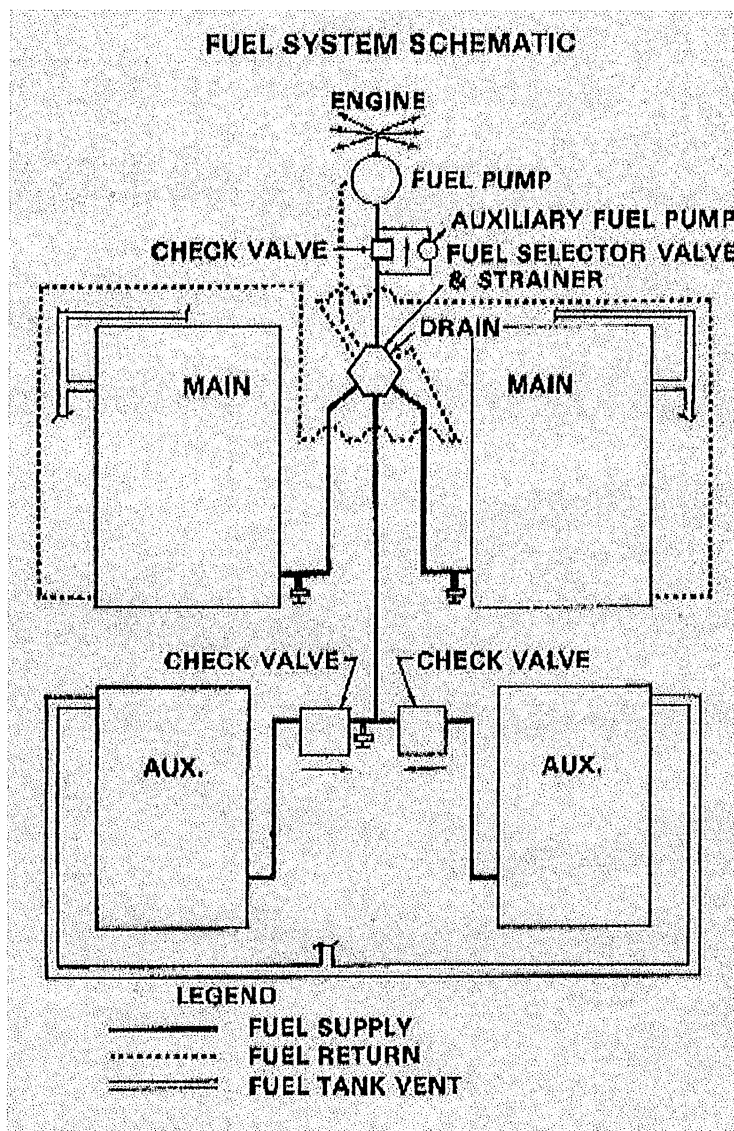 FUEL SYSTEM SCHEMATIC
ENGINE
FUEL PUMP
AUXILIARY FUEL PUMP
CHECK VALVE
FUEL SELECTOR VALVE
& STRAINER
DRAIN
MAIN
MAIN
CHECK VALVE
CHECK VALVE
AUX.
AUX.
LEGEND
FUEL SUPPLY
FUEL RETURN
FUEL TANK VENT